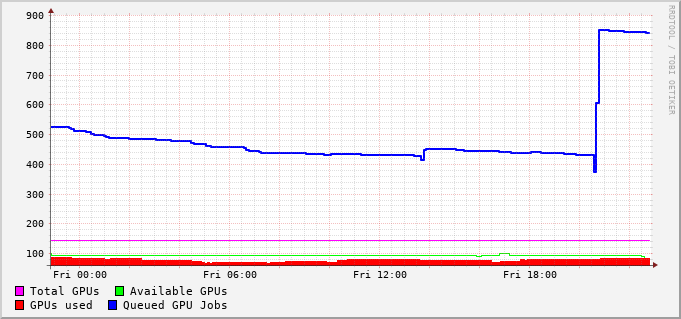 900
800
700
600
500
400
300
200
100
Fri 00:00 Fri 06:00 Fri 12:00 Fri 18:00
Total GPUs Available GPUs
GPUs used Queued GPU Jobs
RRDTOOL / TOBI OETIKER